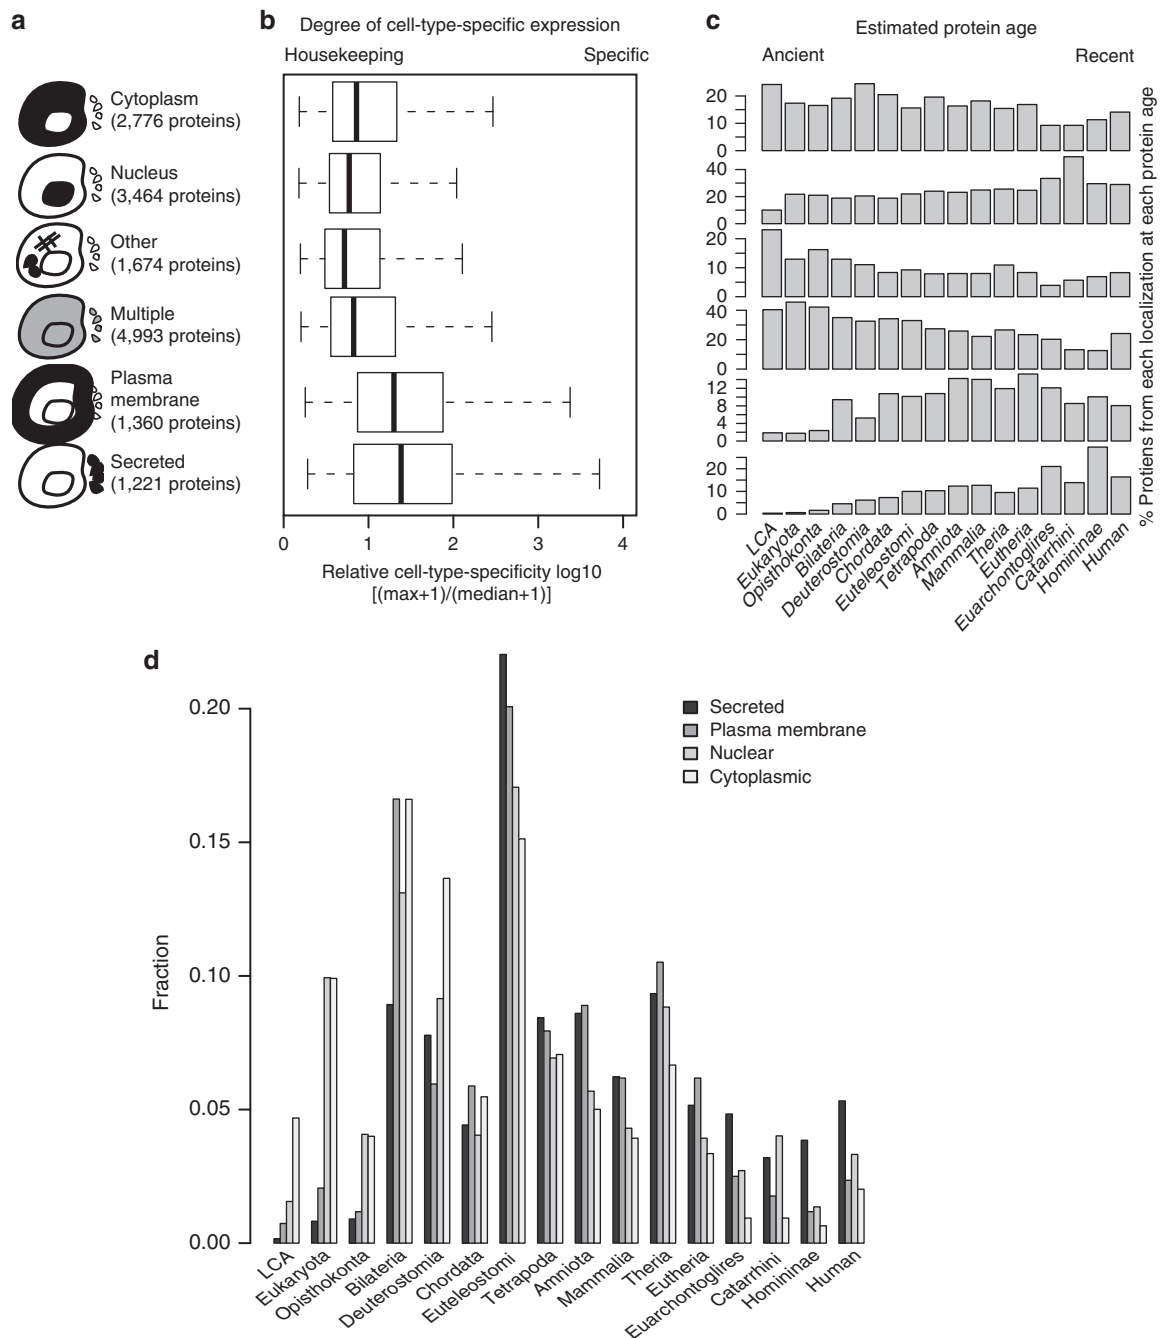 a
Cytoplasm
(2,776 proteins)
Nucleus
(3,464 proteins)
Other
(1,674 proteins)
Multiple
(4,993 proteins)
Plasma
membrane
(1,360 proteins)
Secreted
(1,221 proteins)
b
Degree of cell-type-specific expression
Housekeeping Specific
0 1 2 3 4
Relative cell-type-specificity log10
[(max+1)/(median+1)]
c
Estimated protein age
Ancient Recent
20
10
0
40
20
0
20
10
0
40
20
0
12
8
4
0
20
10
0
% Protiens from each localization at each protein age
LCA
Eukaryota
Opisthokonta
Bilateria
Deuterostomia
Chordata
Euteleostomi
Tetrapoda
Amniota
Mammalia
Theria
Eutheria
Euarchontoglires
Catarrhini
Homininae
Human
d
Fraction
0.20
0.15
0.10
0.05
0.00
Secreted
Plasma membrane
Nuclear
Cytoplasmic
LCA
Eukaryota
Opisthokonta
Bilateria
Deuterostomia
Chordata
Euteleostomi
Tetrapoda
Amniota
Mammalia
Theria
Eutheria
Euarchontoglires
Catarrhini
Homininae
Human